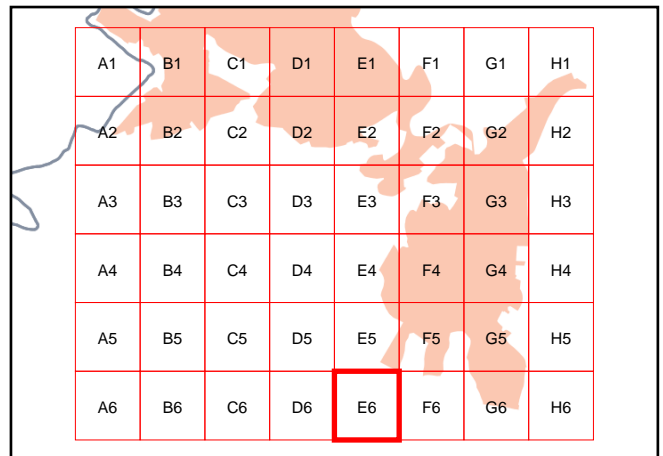 A1 B1 C1 D1 E1 F1 G1 H1
A2 B2 C2 D2 E2 F2 G2 H2
A3 B3 C3 D3 E3 F3 G3 H3
A4 B4 C4 D4 E4 F4 G4 H4
A5 B5 C5 D5 E5 F5 G5 H5
A6 B6 C6 D6 E6 F6 G6 H6